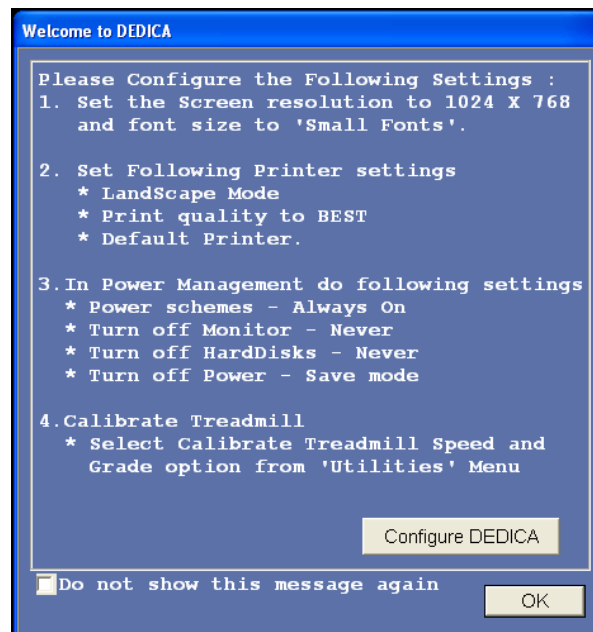 Welcome to DEDICA
Please Configure the Following Settings :
1. Set the Screen resolution to 1024 X 768
and font size to 'Small Fonts'.
2. Set Following Printer settings
* LandScape Mode
* Print quality to BEST
* Default Printer.
3.In Power Management do following settings
* Power schemes - Always On
* Turn off Monitor - Never
* Turn off HardDisks - Never
* Turn off Power - Save mode
4.Calibrate Treadmill
* Select Calibrate Treadmill Speed and
Grade option from 'Utilities' Menu
Configure DEDICA
Do not show this message again
OK